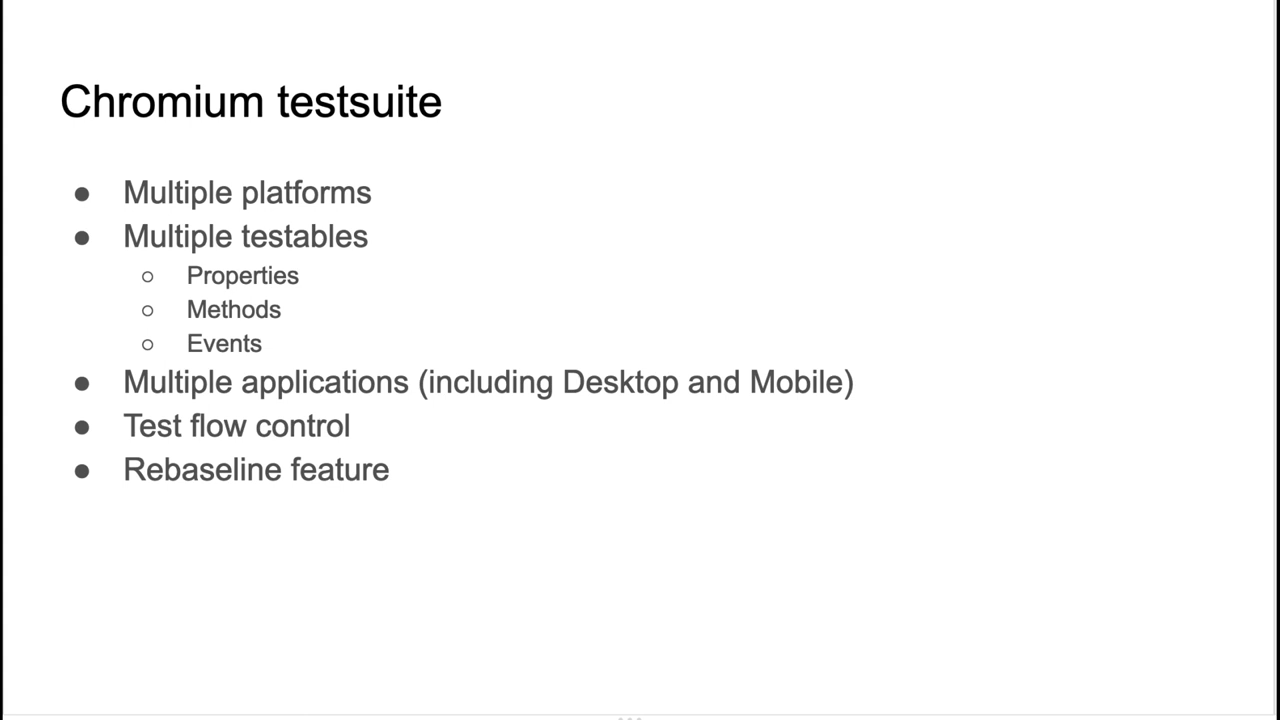 Chromium testsuite
● Multiple platforms
● Multiple testables
○ Properties
○ Methods
○ Events
● Multiple applications (including Desktop and Mobile)
● Test flow control
● Rebaseline feature